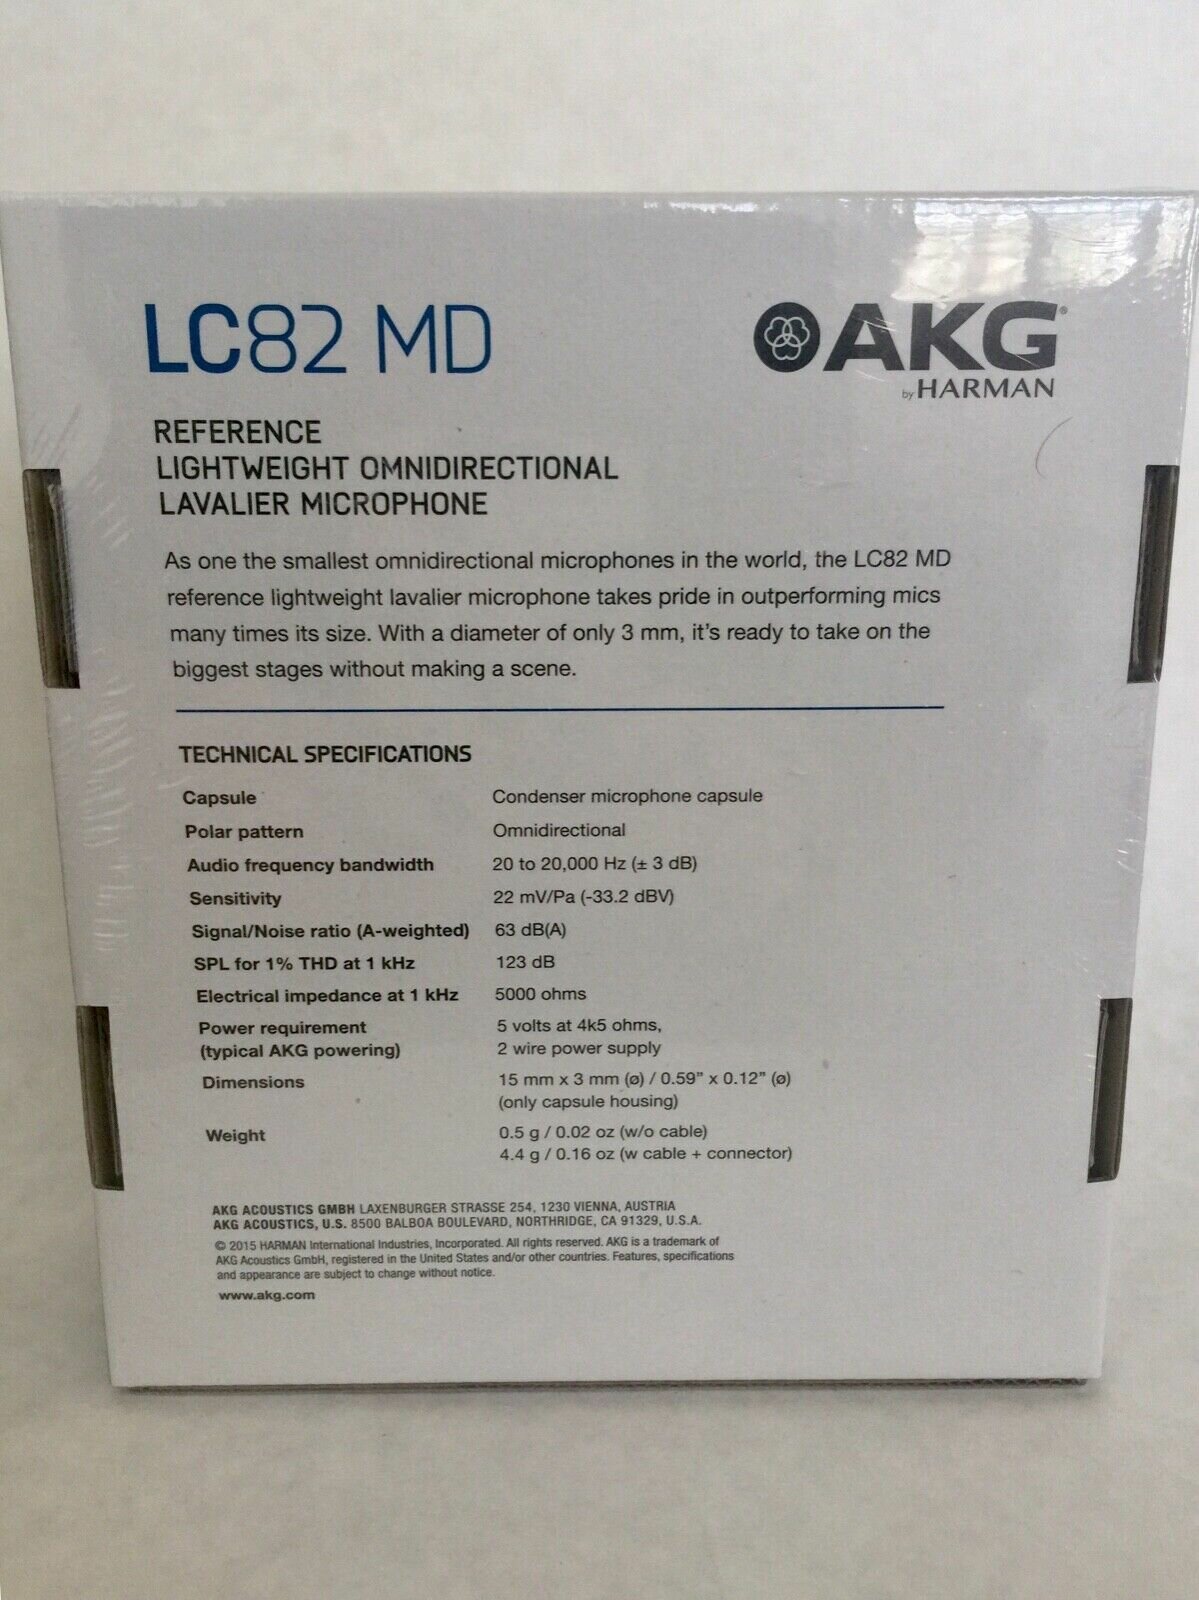 LC82 MD
AKG®
by HARMAN
REFERENCE
LIGHTWEIGHT OMNIDIRECTIONAL
LAVALIER MICROPHONE
As one the smallest omnidirectional microphones in the world, the LC82 MD
reference lightweight lavalier microphone takes pride in outperforming mics
many times its size. With a diameter of only 3 mm, it's ready to take on the
biggest stages without making a scene.
TECHNICAL SPECIFICATIONS
Capsule Condenser microphone capsule
Polar pattern Omnidirectional
Audio frequency bandwidth 20 to 20,000 Hz (± 3 dB)
Sensitivity 22 mV/Pa (-33.2 dBV)
Signal/Noise ratio (A-weighted) 63 dB(A)
SPL for 1% THD at 1 kHz 123 dB
Electrical impedance at 1 kHz 5000 ohms
Power requirement 5 volts at 4k5 ohms,
(typical AKG powering) 2 wire power supply
Dimensions 15 mm x 3 mm (ø) / 0.59” x 0.12” (ø)
(only capsule housing)
Weight 0.5 g / 0.02 oz (w/o cable)
4.4 g / 0.16 oz (w cable + connector)
AKG ACOUSTICS GMBH LAXENBURGER STRASSE 254, 1230 VIENNA, AUSTRIA
AKG ACOUSTICS, U.S. 8500 BALBOA BOULEVARD, NORTHRIDGE, CA 91329, U.S.A.
© 2015 HARMAN International Industries, Incorporated. All rights reserved. AKG is a trademark of
AKG Acoustics GmbH, registered in the United States and/or other countries. Features, specifications
and appearance are subject to change without notice.
www.akg.com